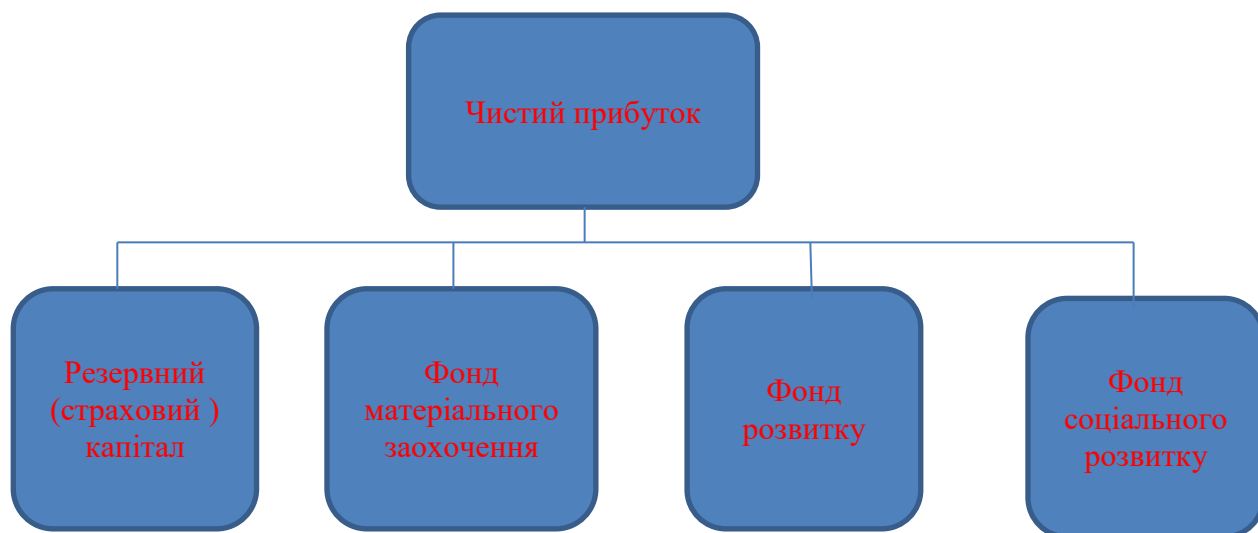 Чистий прибуток
Резервний
(страховий )
капітал
Фонд
матеріального
заохочення
Фонд
розвитку
Фонд
соціального
розвитку